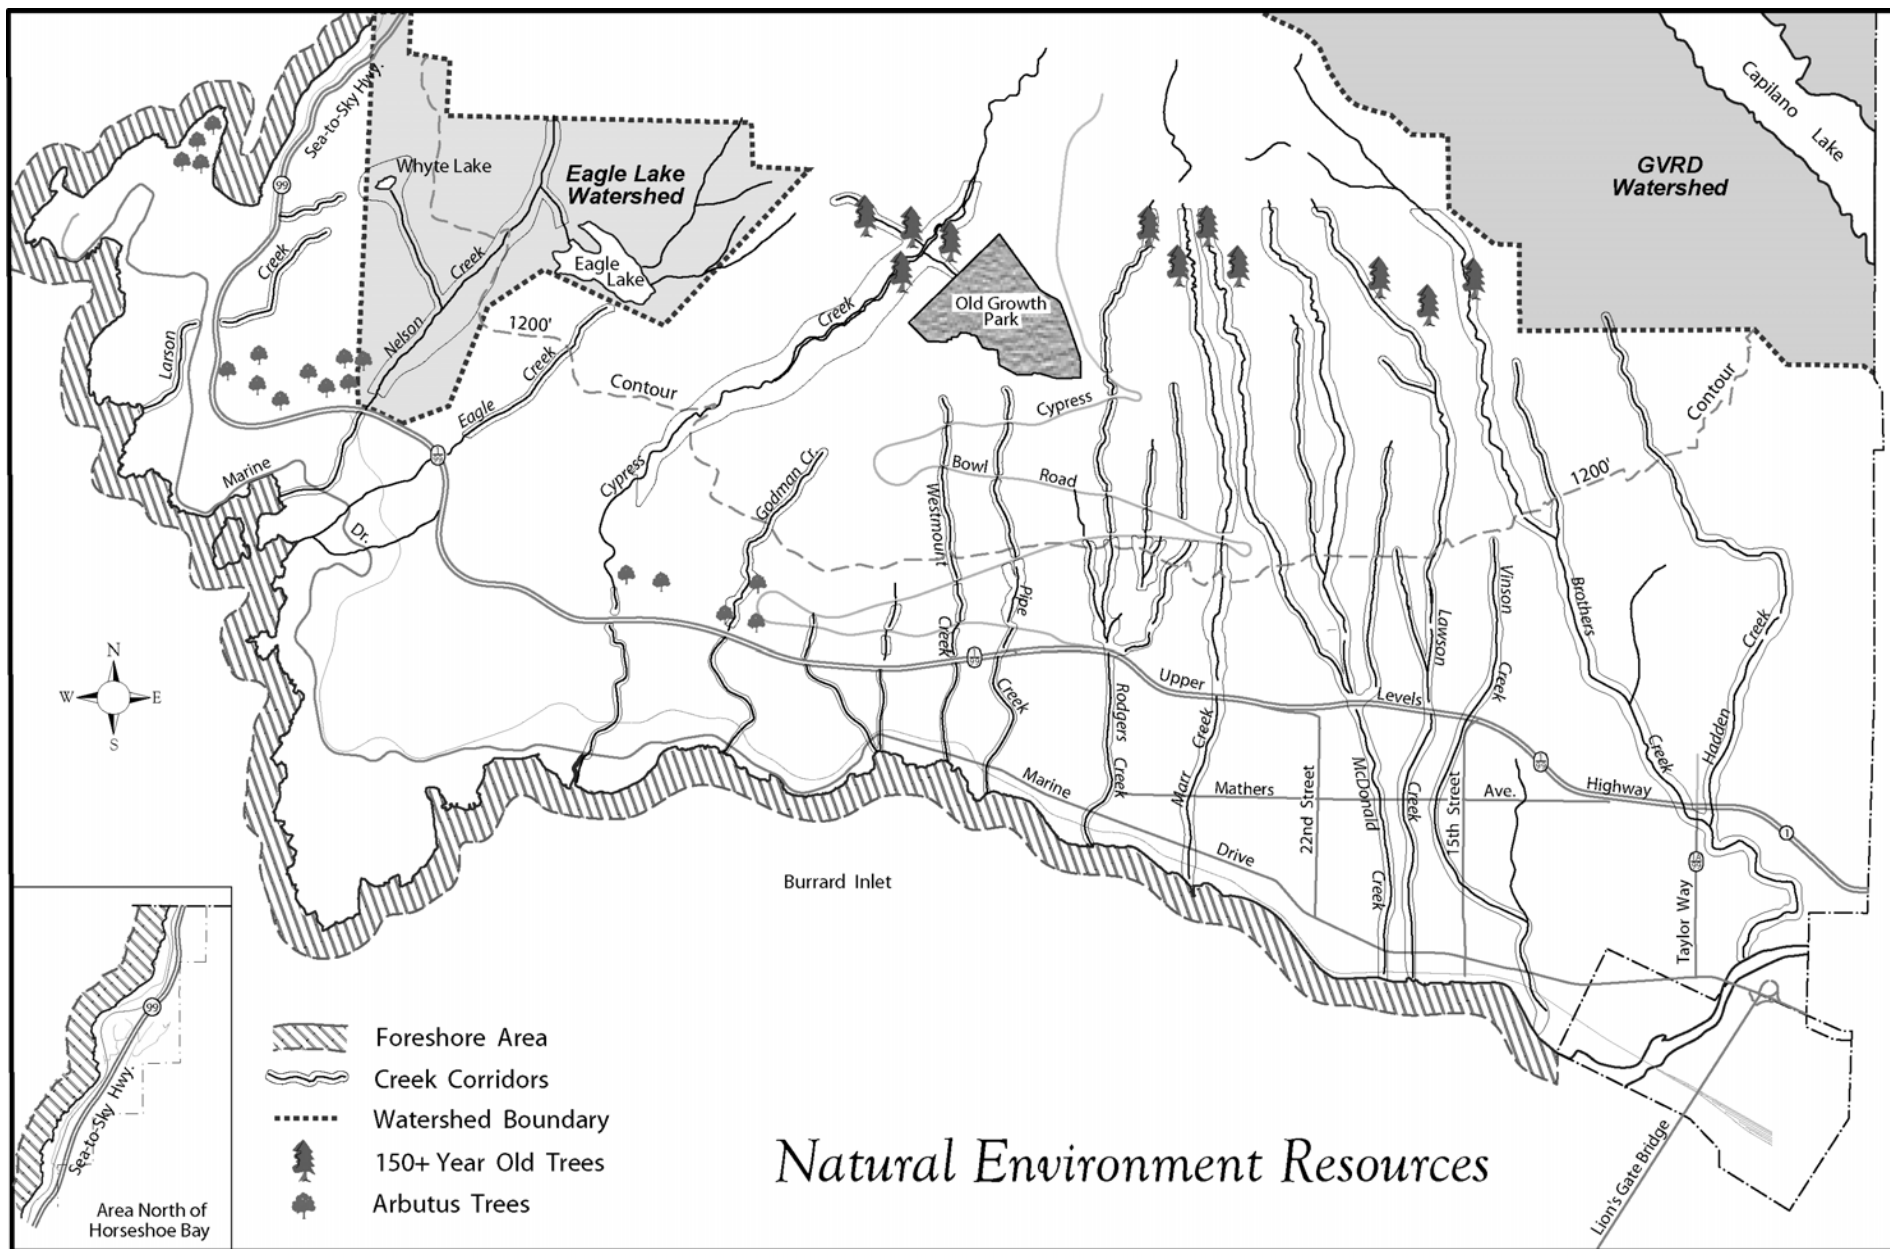 Sea-to-Sky Hwy.
99
Whyte Lake
Eagle Lake
Watershed
Capilano
Lake
GVRD
Watershed
Creek
Larson
Creek
Nelson
Eagle
Lake
1200'
Contour
Creek
Eagle
Creek
Cypress
Old Growth
Park
Cypress
Bowl
Road
Contour
1200'
Marine
Dr.
Godman Cr.
Westmount
Creek
Pipe
Creek
Rodgers
Creek
Marr
Creek
McDonald
Creek
Lawson
Creek
Vinson
Creek
Brothers
Creek
Hadden
Creek
Upper
Levels
Highway
1
N
W
E
S
Marine
Drive
Mathers
Ave.
22nd Street
15th Street
Taylor Way
Burrard Inlet
Lion's Gate Bridge
99
Sea-to-Sky Hwy.
Area North of
Horseshoe Bay
Foreshore Area
Creek Corridors
Watershed Boundary
150+ Year Old Trees
Arbutus Trees
Natural Environment Resources